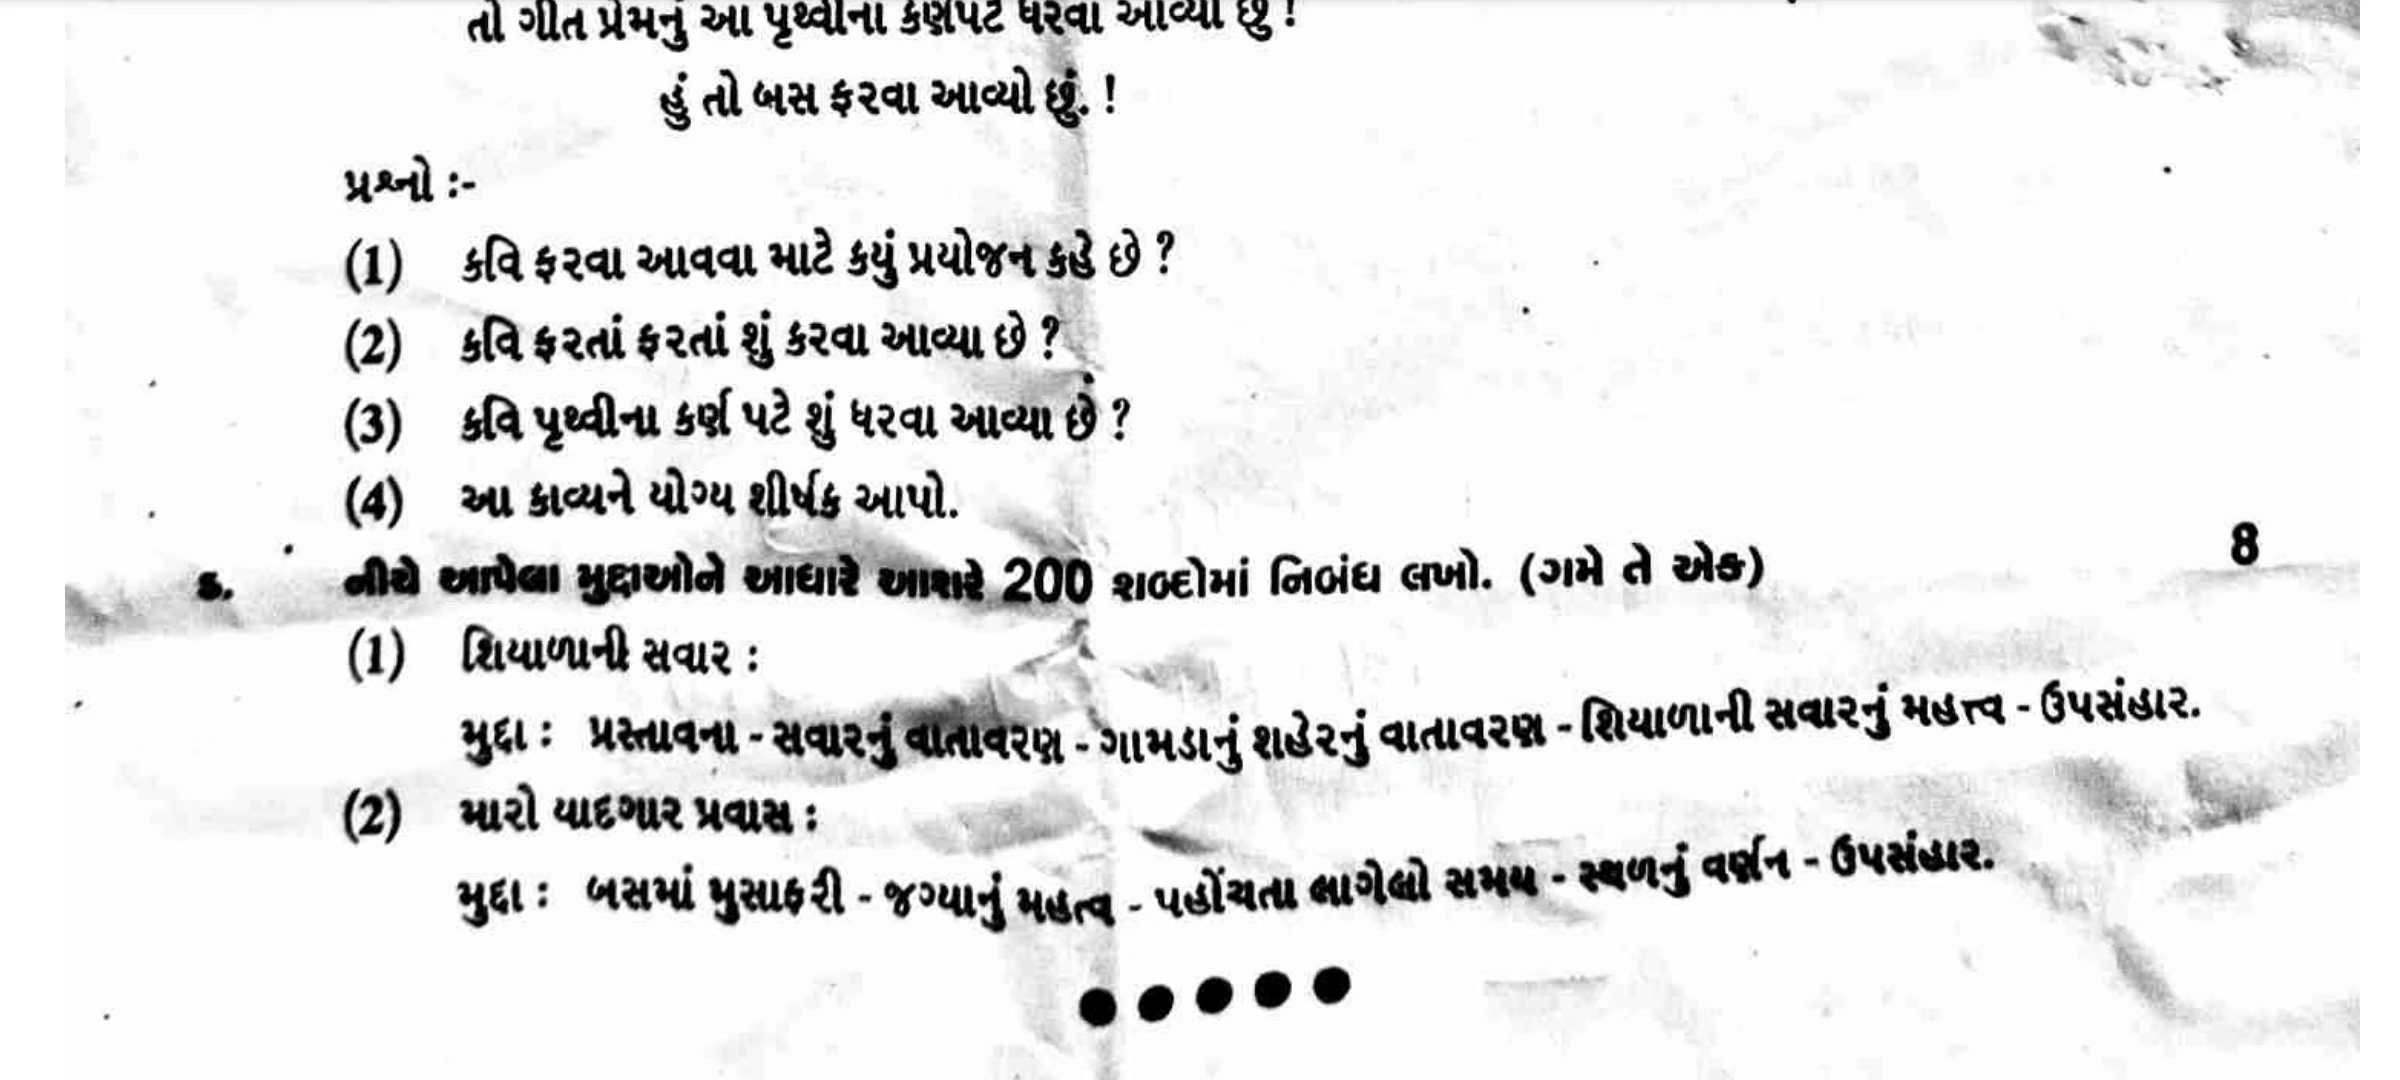 તો ગીત પ્રેમનું આ પૃથ્વીના કર્ણપટે ધરવા આવ્યો છું !
હું તો બસ ફરવા આવ્યો છું. !
પ્રશ્નો :-
(1) કવિ ફરવા આવવા માટે કયું પ્રયોજન કહે છે ?
(2) કવિ ફરતાં ફરતાં શું કરવા આવ્યા છે ?
(3) કવિ પૃથ્વીના કર્ણ પટે શું ધરવા આવ્યા છે ?
(4) આ કાવ્યને યોગ્ય શીર્ષક આપો.
ક. નીચે આપેલા મુદ્દાઓને આધારે આશરે 200 શબ્દોમાં નિબંધ લખો. (ગમે તે એક) 8
(1) શિયાળાની સવાર :
મુદ્દા : પ્રસ્તાવના - સવારનું વાતાવરણ - ગામડાનું શહેરનું વાતાવરણ - શિયાળાની સવારનું મહત્ત્વ - ઉપસંહાર.
(2) મારો યાદગાર પ્રવાસ :
મુદ્દા : બસમાં મુસાફરી - જગ્યાનું મહત્વ - પહોંચતા લાગેલો સમય - સ્થળનું વર્ણન - ઉપસંહાર.